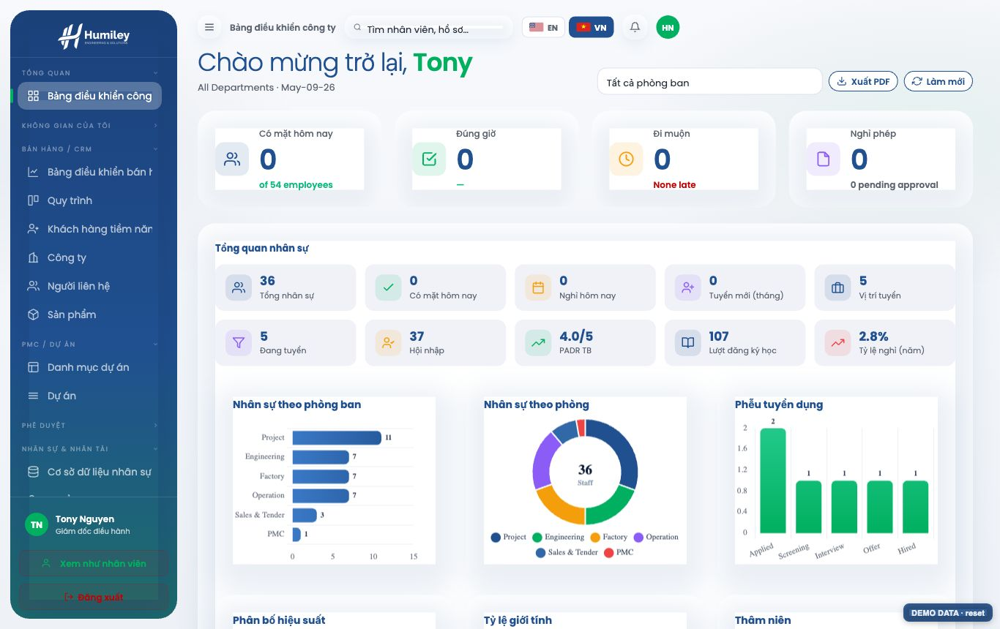 Humiley
ENGINEERING & SOLUTIONS
TỔNG QUAN
Bảng điều khiển công
KHÔNG GIAN CỦA TÔI
BÁN HÀNG / CRM
Bảng điều khiển bán h
Quy trình
Khách hàng tiềm năn
Công ty
Người liên hệ
Sản phẩm
PMC / DỰ ÁN
Danh mục dự án
Dự án
PHÊ DUYỆT
NHÂN SỰ & NHÂN TÀI
Cơ sở dữ liệu nhân sự
TN
Tony Nguyen
Giám đốc điều hành
Xem như nhân viên
Đăng xuất
Bảng điều khiển công ty
Tìm nhân viên, hồ sơ...
EN
VN
HN
Chào mừng trở lại, Tony
All Departments · May-09-26
Tất cả phòng ban
Xuất PDF
Làm mới
Có mặt hôm nay
0
of 54 employees
Đúng giờ
0
—
Đi muộn
0
None late
Nghỉ phép
0
0 pending approval
Tổng quan nhân sự
36
Tổng nhân sự
0
Có mặt hôm nay
0
Nghỉ hôm nay
0
Tuyển mới (tháng)
5
Vị trí tuyển
5
Đang tuyển
37
Hội nhập
4.0/5
PADR TB
107
Lượt đăng ký học
2.8%
Tỷ lệ nghỉ (năm)
Nhân sự theo phòng ban
Project 11
Engineering 7
Factory 7
Operation 7
Sales & Tender 3
PMC 1
0 5 10 15
Nhân sự theo phòng
36
Staff
Project Engineering Factory Operation
Sales & Tender PMC
Phễu tuyển dụng
2
1.6
1.2
0.8
0.4
0
2 1 1 1 1
Applied Screening Interview Offer Hired
Phân bổ hiệu suất
Tỷ lệ giới tính
Thâm niên
DEMO DATA · reset